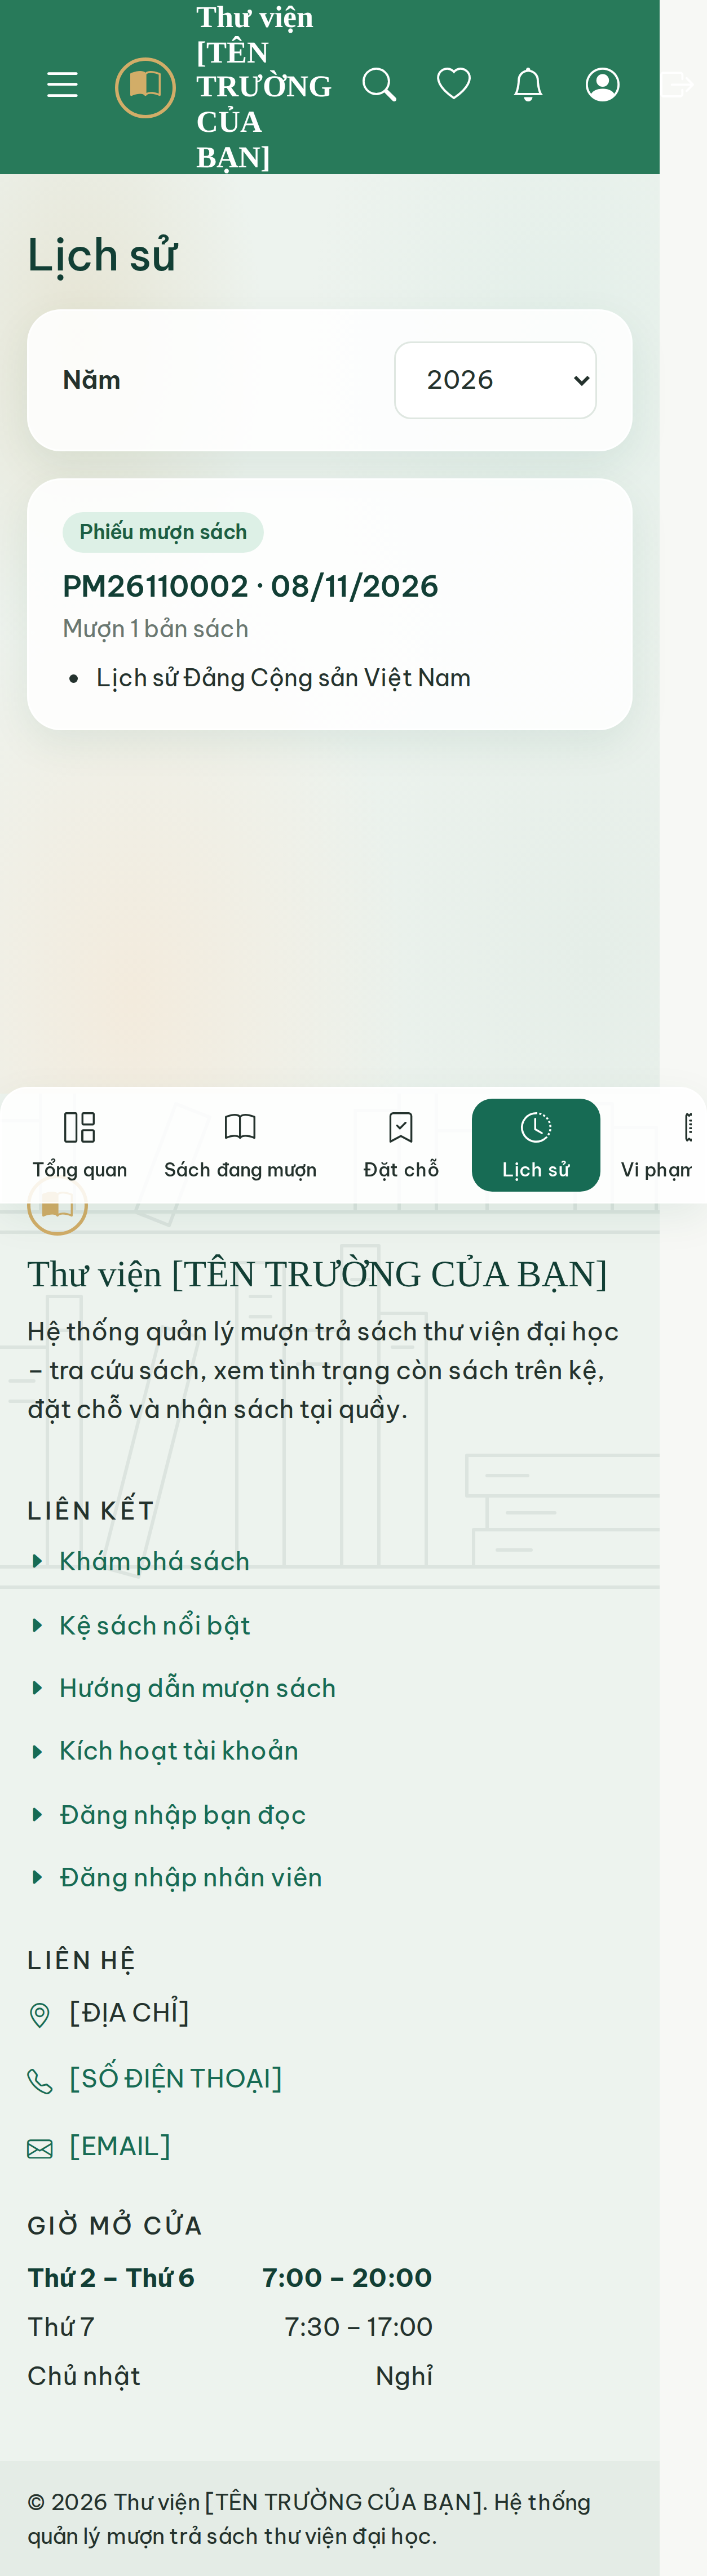 Thư viện
[TÊN
TRƯỜNG
CỦA
BẠN]
Lịch sử
Năm
2026
Phiếu mượn sách
PM26110002 · 08/11/2026
Mượn 1 bản sách
• Lịch sử Đảng Cộng sản Việt Nam
Tổng quan
Sách đang mượn
Đặt chỗ
Lịch sử
Vi phạm
Thư viện [TÊN TRƯỜNG CỦA BẠN]
Hệ thống quản lý mượn trả sách thư viện đại học
– tra cứu sách, xem tình trạng còn sách trên kệ,
đặt chỗ và nhận sách tại quầy.
LIÊN KẾT
Khám phá sách
Kệ sách nổi bật
Hướng dẫn mượn sách
Kích hoạt tài khoản
Đăng nhập bạn đọc
Đăng nhập nhân viên
LIÊN HỆ
[ĐỊA CHỈ]
[SỐ ĐIỆN THOẠI]
[EMAIL]
GIỜ MỞ CỬA
Thứ 2 – Thứ 6 7:00 – 20:00
Thứ 7 7:30 – 17:00
Chủ nhật Nghỉ
© 2026 Thư viện [TÊN TRƯỜNG CỦA BẠN]. Hệ thống
quản lý mượn trả sách thư viện đại học.